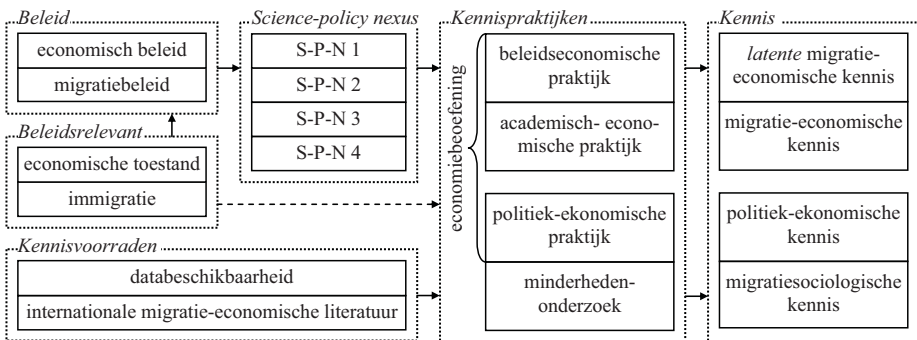 Beleid
economisch beleid
migratiebeleid
Beleidsrelevant
economische toestand
immigratie
Science-policy nexus
S-P-N 1
S-P-N 2
S-P-N 3
S-P-N 4
Kennisvoorraden
databeschikbaarheid
internationale migratie-economische literatuur
Kennispraktijken
economiebeoefening
beleidseconomische
praktijk
academisch- econo-
mische praktijk
politiek-ekonomische
praktijk
minderheden-
onderzoek
Kennis
latente migratie-
economische kennis
migratie-economische
kennis
politiek-ekonomische
kennis
migratiesociologische
kennis